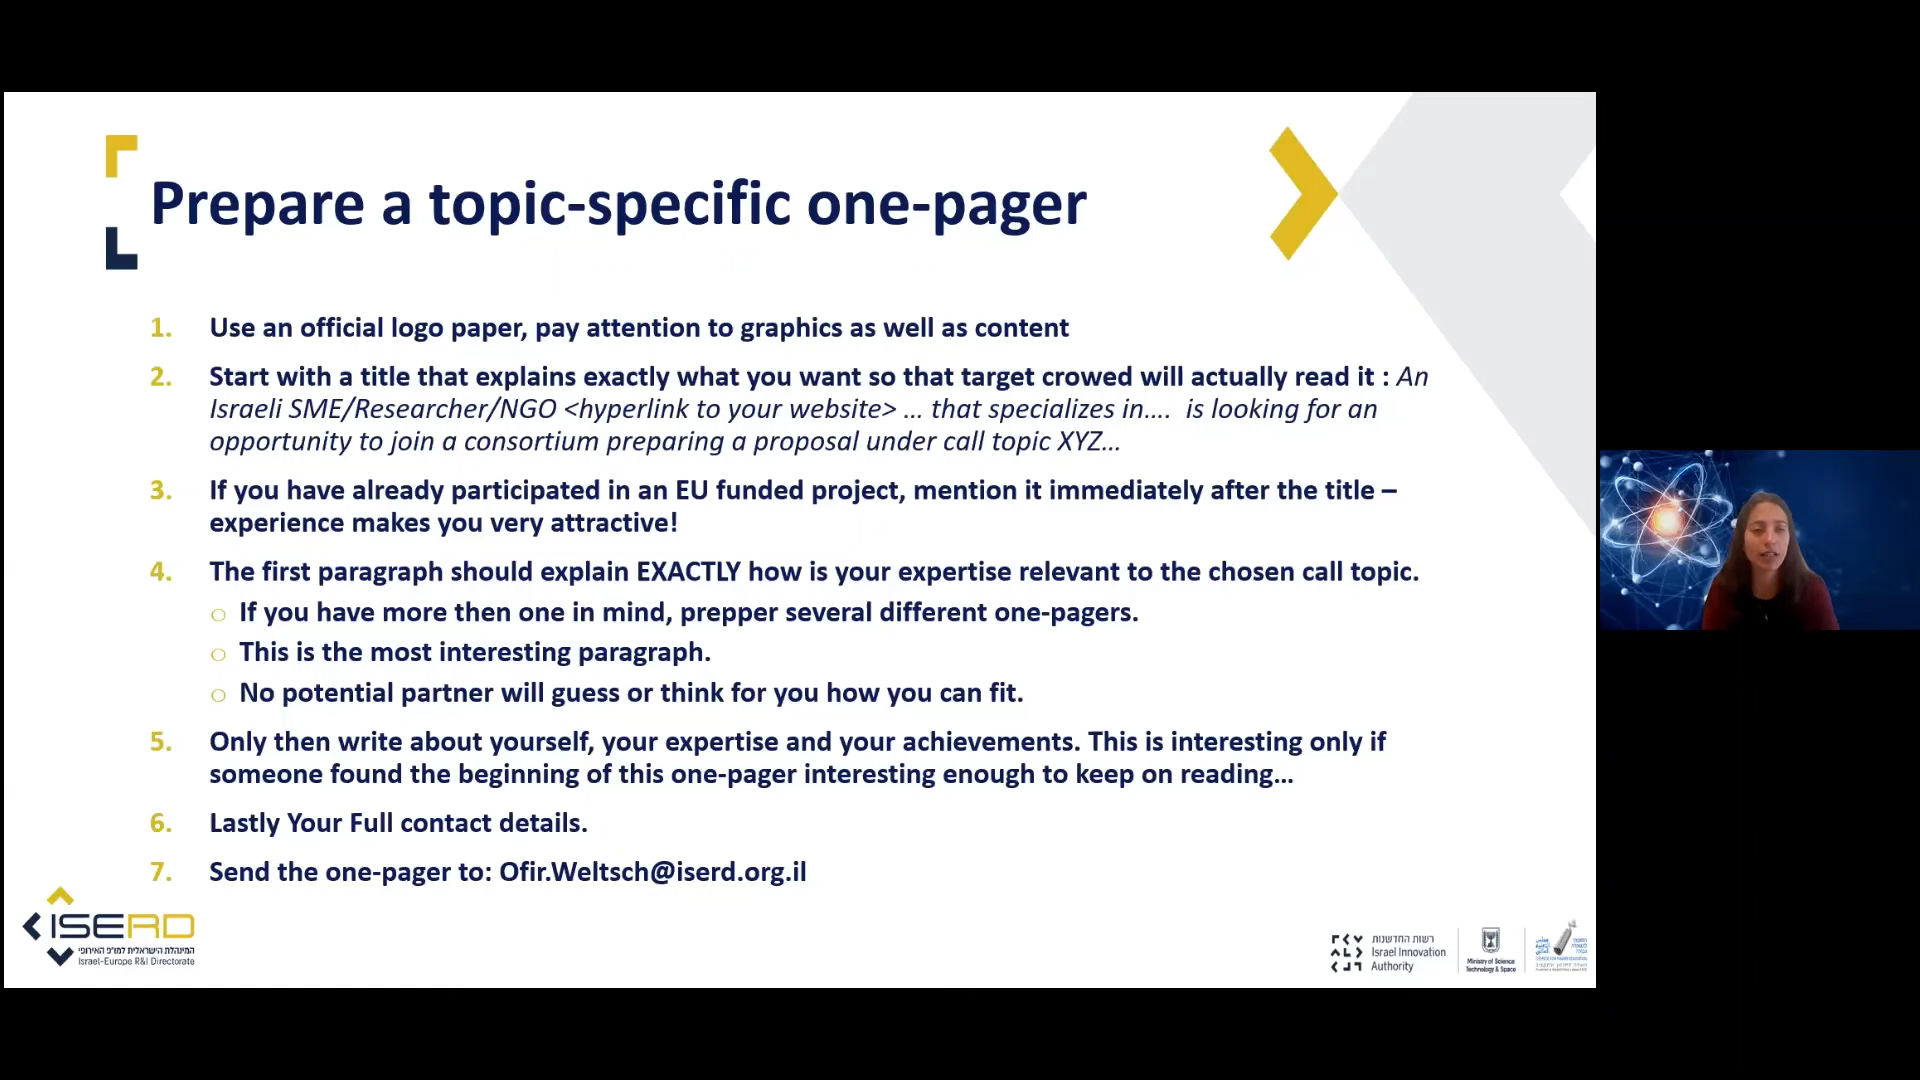 Prepare a topic-specific one-pager
1. Use an official logo paper, pay attention to graphics as well as content
2. Start with a title that explains exactly what you want so that target crowed will actually read it : An
Israeli SME/Researcher/NGO <hyperlink to your website> … that specializes in…. is looking for an
opportunity to join a consortium preparing a proposal under call topic XYZ…
3. If you have already participated in an EU funded project, mention it immediately after the title –
experience makes you very attractive!
4. The first paragraph should explain EXACTLY how is your expertise relevant to the chosen call topic.
o If you have more then one in mind, prepper several different one-pagers.
o This is the most interesting paragraph.
o No potential partner will guess or think for you how you can fit.
5. Only then write about yourself, your expertise and your achievements. This is interesting only if
someone found the beginning of this one-pager interesting enough to keep on reading…
6. Lastly Your Full contact details.
7. Send the one-pager to: Ofir.Weltsch@iserd.org.il
ISERD
המינהלת הישראלית למו"פ האירופי
Israel-Europe R&I Directorate
רשות החדשנות
Israel Innovation
Authority
Ministry of Science
Technology & Space